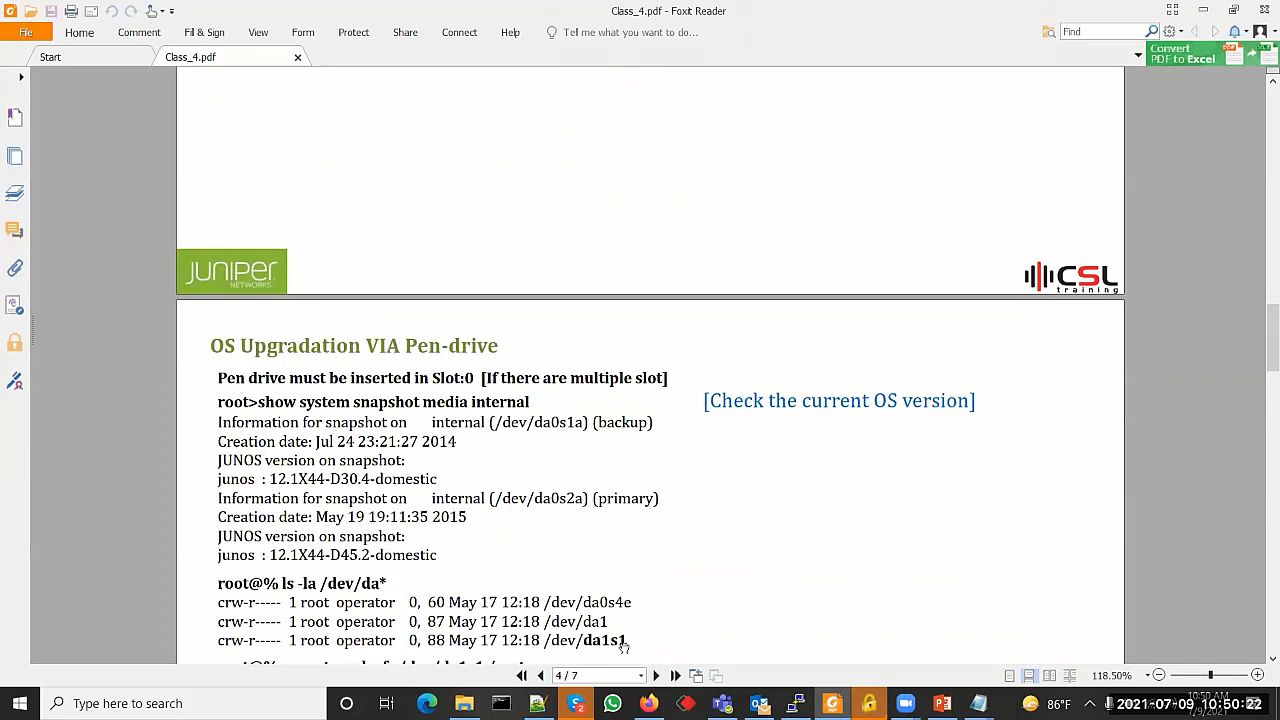 Class_4.pdf - Foxit Reader
File Home Comment Fill & Sign View Form Protect Share Connect Help Tell me what you want to do... Find
Start Class_4.pdf
Convert
PDF to Excel
JUNIPER
NETWORKS
CSL
training
OS Upgradation VIA Pen-drive
Pen drive must be inserted in Slot:0 [If there are multiple slot]
root>show system snapshot media internal [Check the current OS version]
Information for snapshot on internal (/dev/da0s1a) (backup)
Creation date: Jul 24 23:21:27 2014
JUNOS version on snapshot:
junos : 12.1X44-D30.4-domestic
Information for snapshot on internal (/dev/da0s2a) (primary)
Creation date: May 19 19:11:35 2015
JUNOS version on snapshot:
junos : 12.1X44-D45.2-domestic
root@% ls -la /dev/da*
crw-r----- 1 root operator 0, 60 May 17 12:18 /dev/da0s4e
crw-r----- 1 root operator 0, 87 May 17 12:18 /dev/da1
crw-r----- 1 root operator 0, 88 May 17 12:18 /dev/da1s1
4 / 7 118.50%
Type here to search 86°F 10:50 AM
2021-07-09 10:50:22